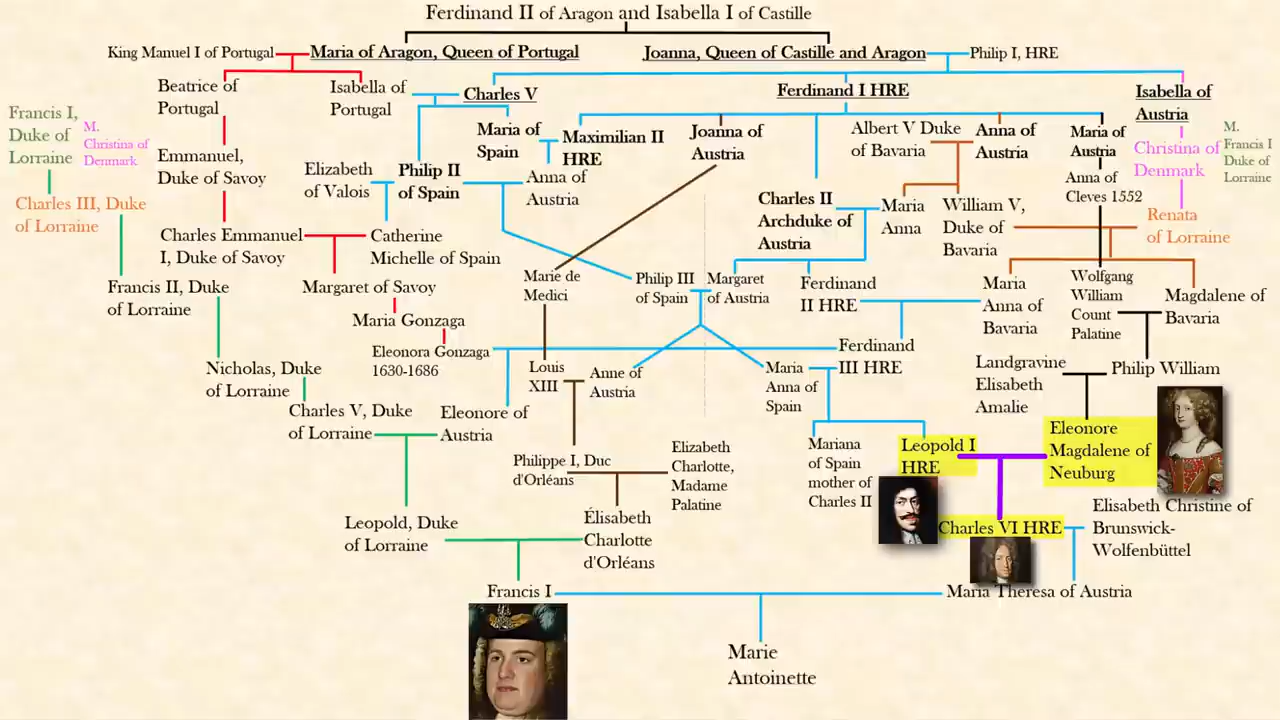 Ferdinand II of Aragon and Isabella I of Castille
King Manuel I of Portugal
Maria of Aragon, Queen of Portugal
Joanna, Queen of Castille and Aragon
Philip I, HRE
Beatrice of
Portugal
Isabella of
Portugal
Charles V
Ferdinand I HRE
Isabella of
Austria
Francis I,
Duke of
Lorraine
M.
Christina of
Denmark
Maria of
Spain
Maximilian II
HRE
Joanna of
Austria
Albert V Duke
of Bavaria
Anna of
Austria
Maria of
Austria
Christina of
Denmark
M.
Francis I
Duke of
Lorraine
Emmanuel,
Duke of Savoy
Elizabeth
of Valois
Philip II
of Spain
Anna of
Austria
Anna of
Cleves 1552
Charles III, Duke
of Lorraine
Charles II
Archduke of
Austria
Maria
Anna
William V,
Duke of
Bavaria
Renata
of Lorraine
Charles Emmanuel
I, Duke of Savoy
Catherine
Michelle of Spain
Francis II, Duke
of Lorraine
Margaret of Savoy
Marie de
Medici
Philip III
of Spain
Margaret
of Austria
Ferdinand
II HRE
Maria
Anna of
Bavaria
Wolfgang
William
Count
Palatine
Magdalene of
Bavaria
Maria Gonzaga
Eleonora Gonzaga
1630-1686
Ferdinand
III HRE
Nicholas, Duke
of Lorraine
Louis
XIII
Anne of
Austria
Maria
Anna of
Spain
Landgravine
Elisabeth
Amalie
Philip William
Charles V, Duke
of Lorraine
Eleonore of
Austria
Philippe I, Duc
d'Orléans
Elizabeth
Charlotte,
Madame
Palatine
Mariana
of Spain
mother of
Charles II
Leopold I
HRE
Eleonore
Magdalene of
Neuburg
Leopold, Duke
of Lorraine
Élisabeth
Charlotte
d'Orléans
Charles VI HRE
Elisabeth Christine of
Brunswick-
Wolfenbüttel
Francis I
Maria Theresa of Austria
Marie
Antoinette